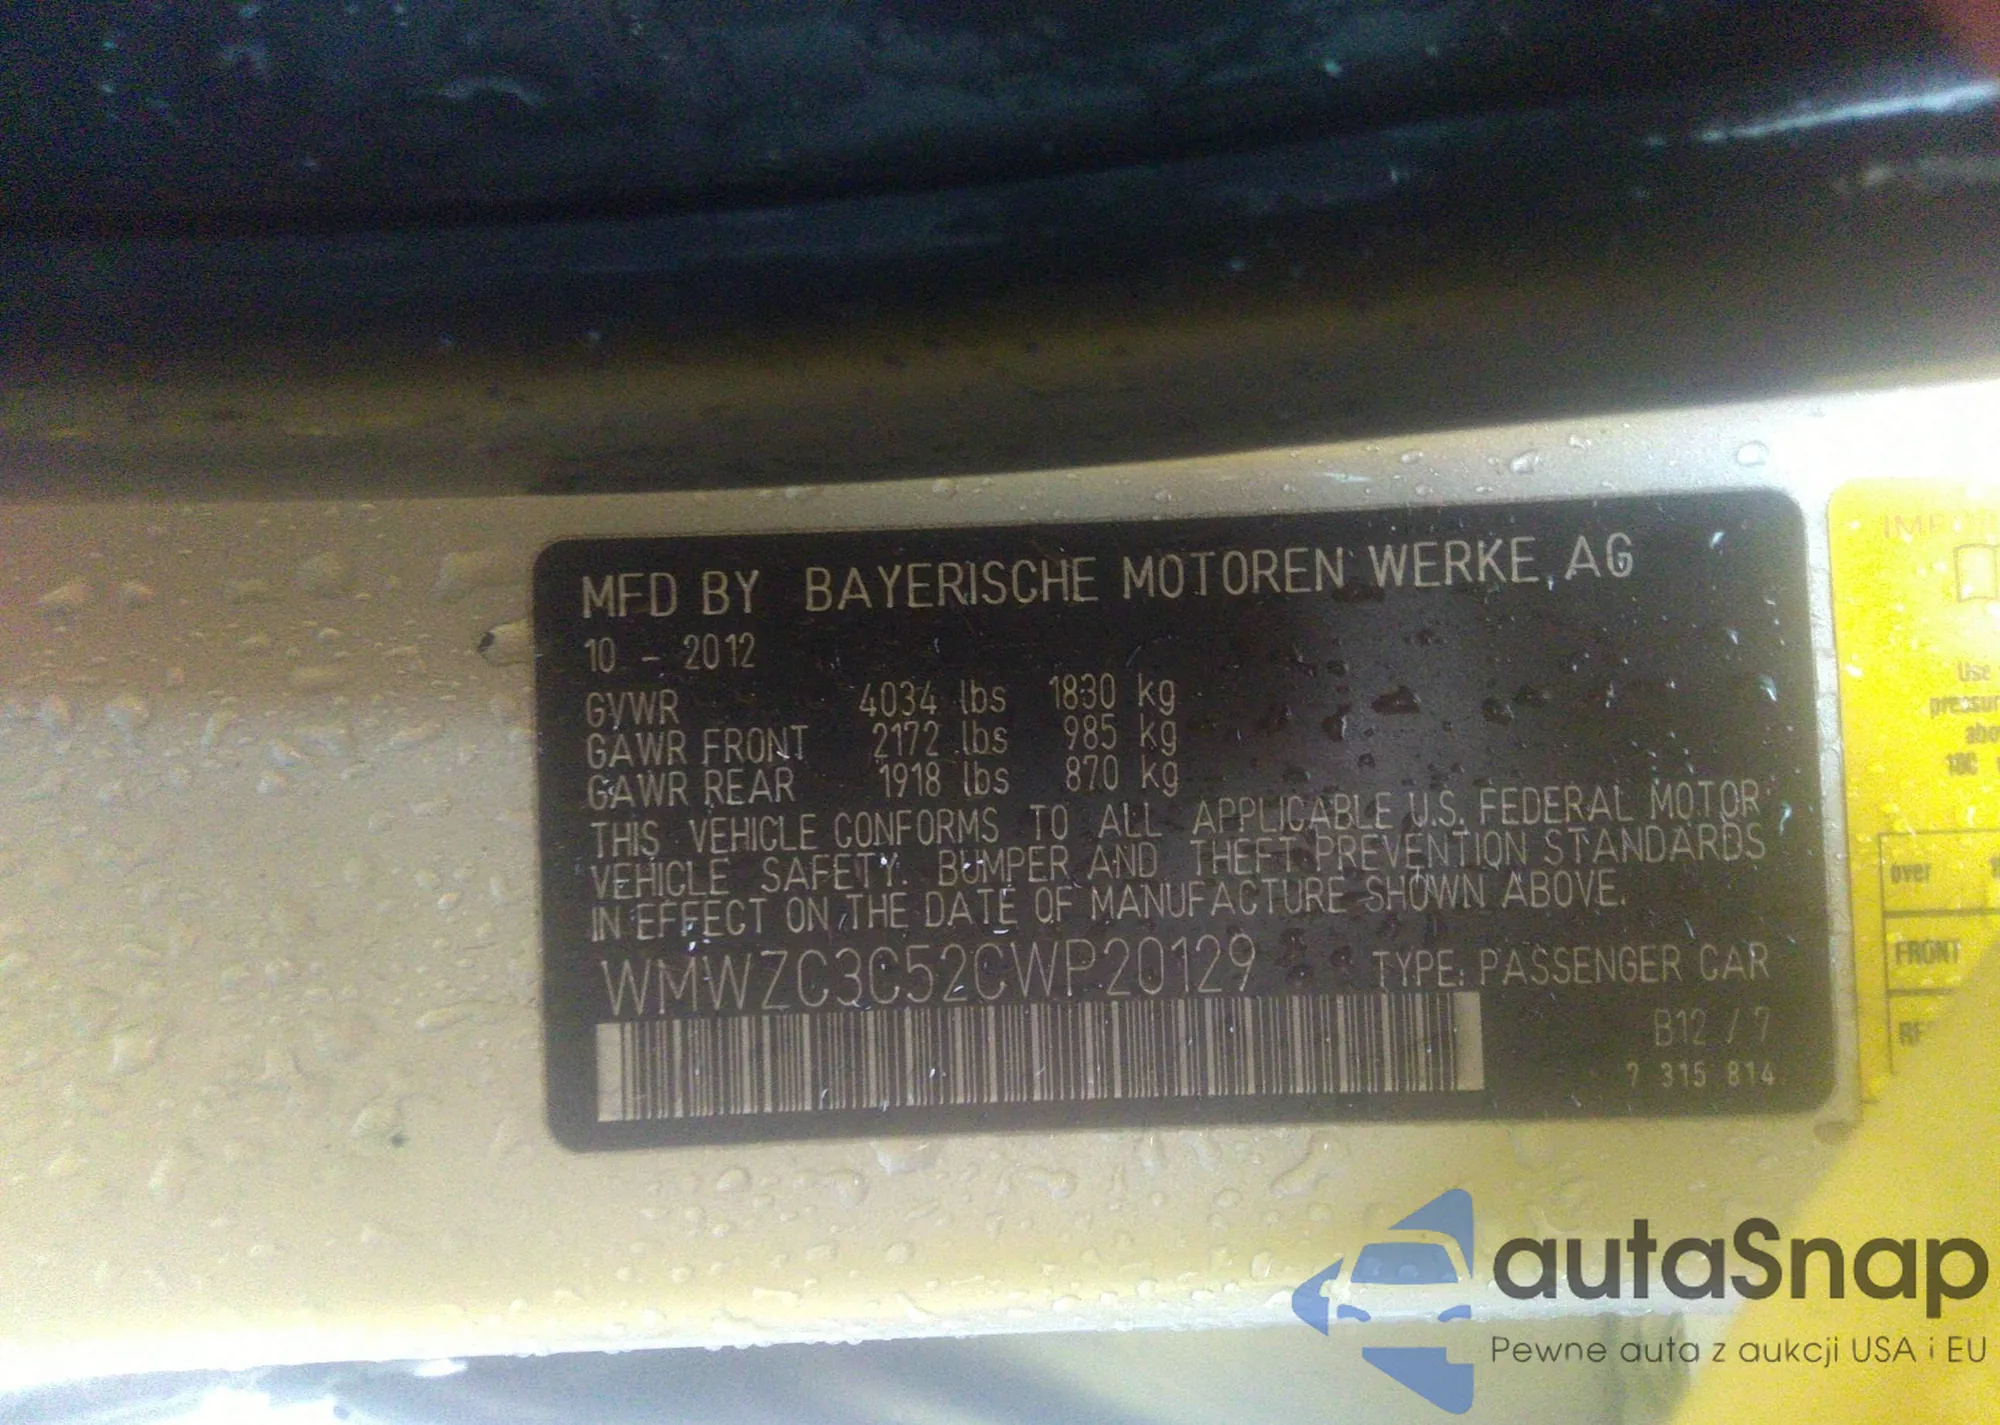 MFD BY BAYERISCHE MOTOREN WERKE AG
10 - 2012
GVWR 4034 lbs 1830 kg
GAWR FRONT 2172 lbs 985 kg
GAWR REAR 1918 lbs 870 kg
THIS VEHICLE CONFORMS TO ALL APPLICABLE U.S. FEDERAL MOTOR
VEHICLE SAFETY, BUMPER AND THEFT PREVENTION STANDARDS
IN EFFECT ON THE DATE OF MANUFACTURE SHOWN ABOVE.
WMWZC3C52CWP20129 TYPE: PASSENGER CAR
B12 / 7
7 315 814
Use
over
FRONT
autaSnap
Pewne auta z aukcji USA i EU